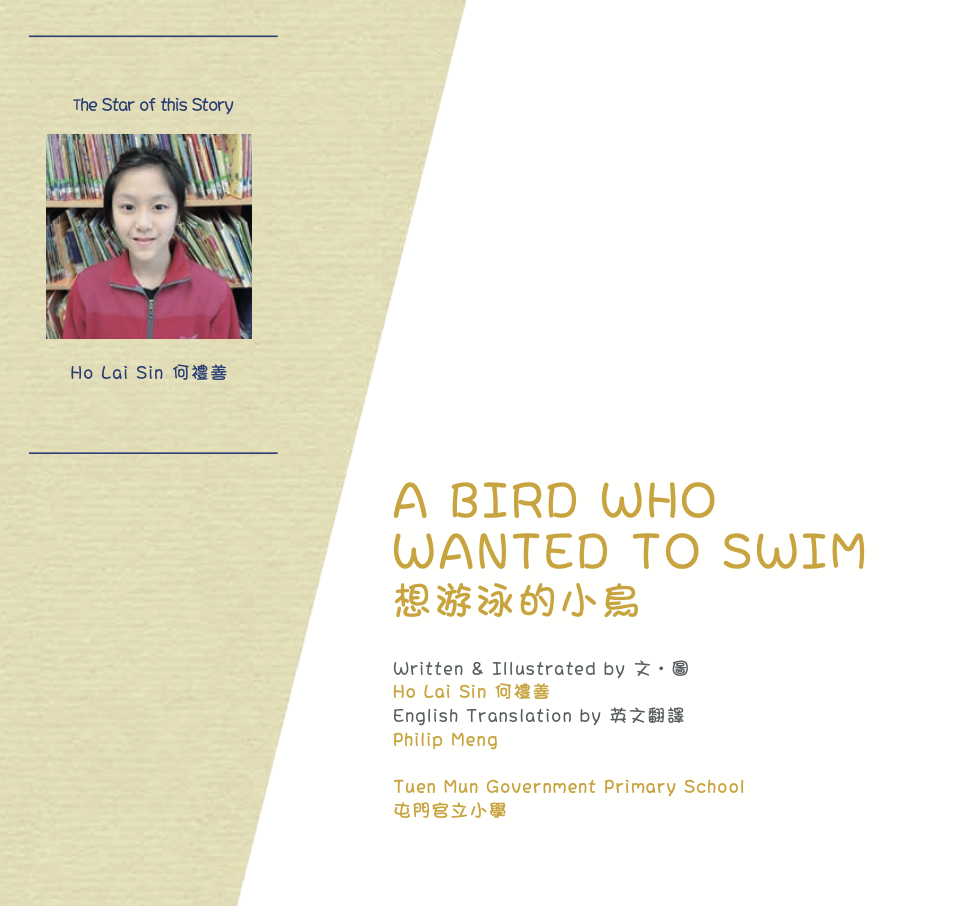 The Star of this Story
Ho Lai Sin 何禮善
A BIRD WHO
WANTED TO SWIM
想游泳的小鳥
Written & Illustrated by 文・圖
Ho Lai Sin 何禮善
English Translation by 英文翻譯
Philip Meng
Tuen Mun Government Primary School
屯門官立小學